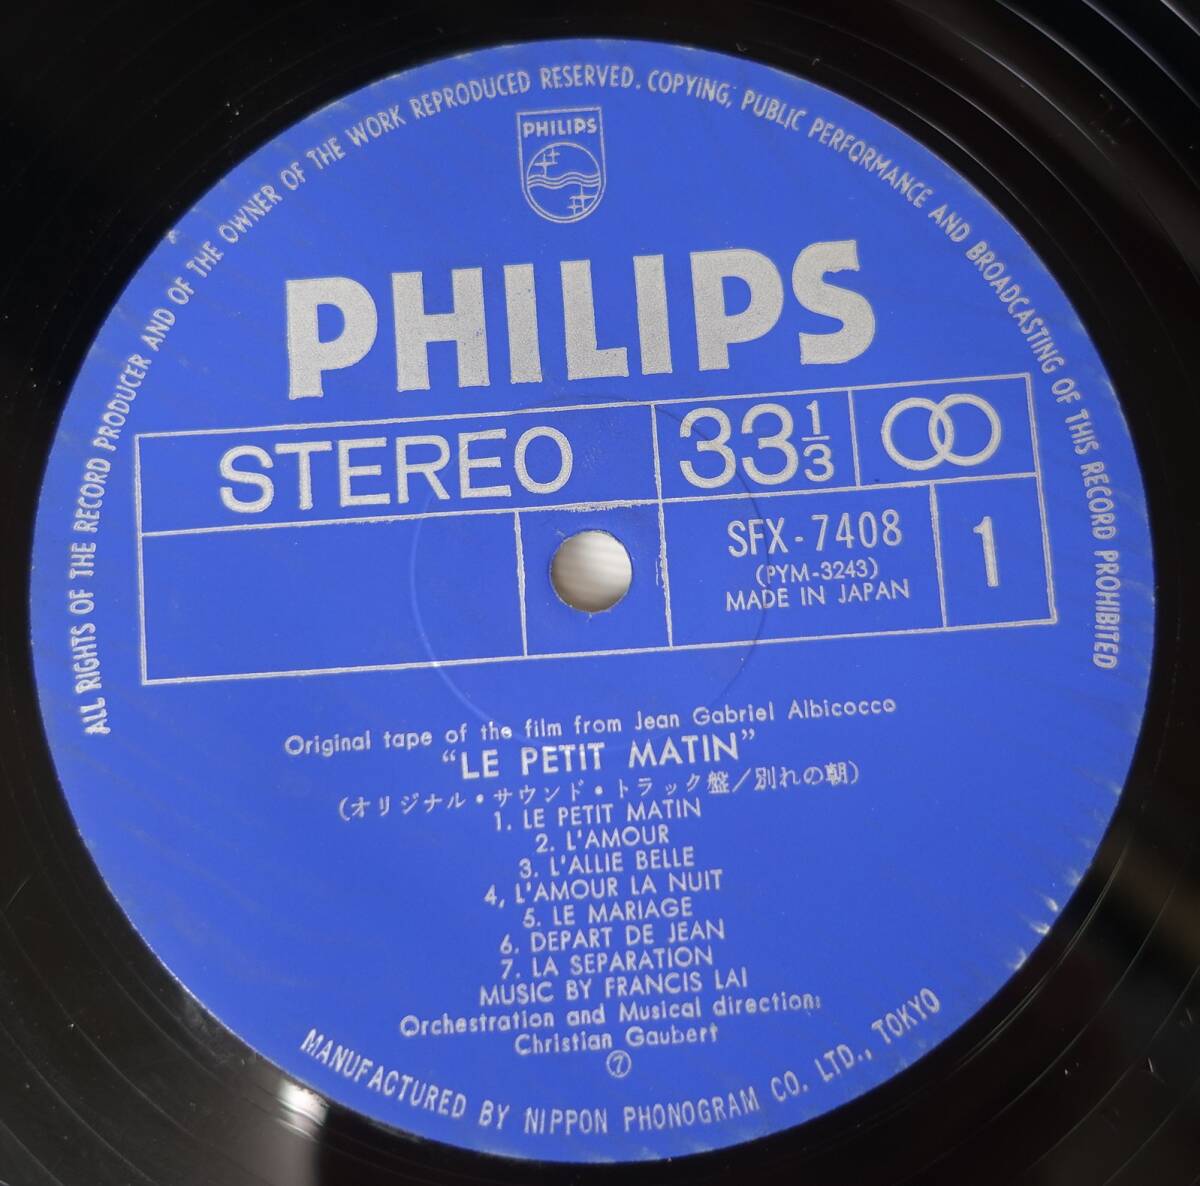 ALL RIGHTS OF THE RECORD PRODUCER AND OF THE OWNER OF THE WORK REPRODUCED RESERVED. COPYING, PUBLIC PERFORMANCE AND BROADCASTING OF THIS RECORD PROHIBITED
PHILIPS
PHILIPS
STEREO
33 1/3
SFX-7408
(PYM-3243)
MADE IN JAPAN
1
Original tape of the film from Jean Gabriel Albicocco
"LE PETIT MATIN"
(オリジナル・サウンド・トラック盤/別れの朝)
1. LE PETIT MATIN
2. L'AMOUR
3. L'ALLIE BELLE
4, L'AMOUR LA NUIT
5. LE MARIAGE
6. DEPART DE JEAN
7. LA SEPARATION
MUSIC BY FRANCIS LAI
Orchestration and Musical direction:
Christian Gaubert
⑦
MANUFACTURED BY NIPPON PHONOGRAM CO. LTD., TOKYO